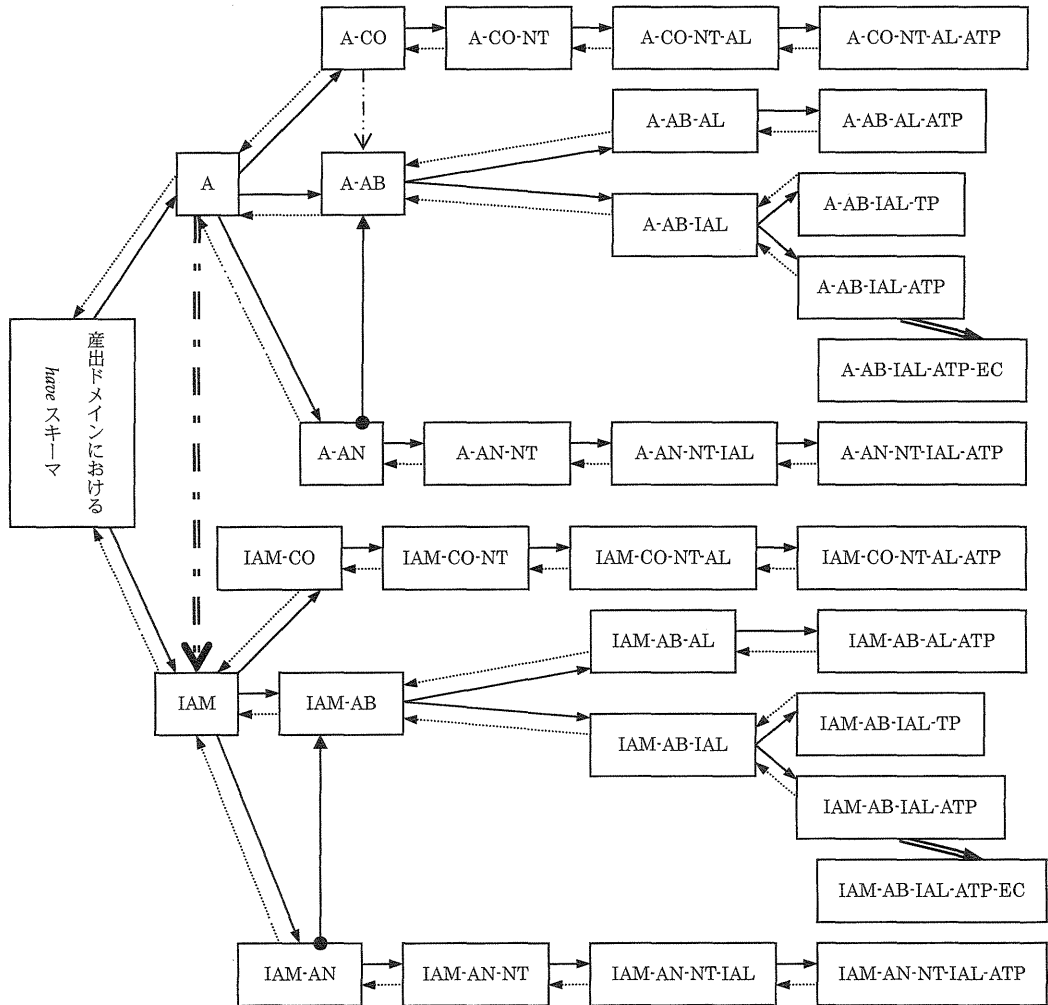 A-CO
A-CO-NT
A-CO-NT-AL
A-CO-NT-AL-ATP
A-AB-AL
A-AB-AL-ATP
A
A-AB
A-AB-IAL
A-AB-IAL-TP
A-AB-IAL-ATP
A-AB-IAL-ATP-EC
産出ドメインにおける
haveスキーマ
A-AN
A-AN-NT
A-AN-NT-IAL
A-AN-NT-IAL-ATP
IAM-CO
IAM-CO-NT
IAM-CO-NT-AL
IAM-CO-NT-AL-ATP
IAM-AB-AL
IAM-AB-AL-ATP
IAM
IAM-AB
IAM-AB-IAL
IAM-AB-IAL-TP
IAM-AB-IAL-ATP
IAM-AB-IAL-ATP-EC
IAM-AN
IAM-AN-NT
IAM-AN-NT-IAL
IAM-AN-NT-IAL-ATP